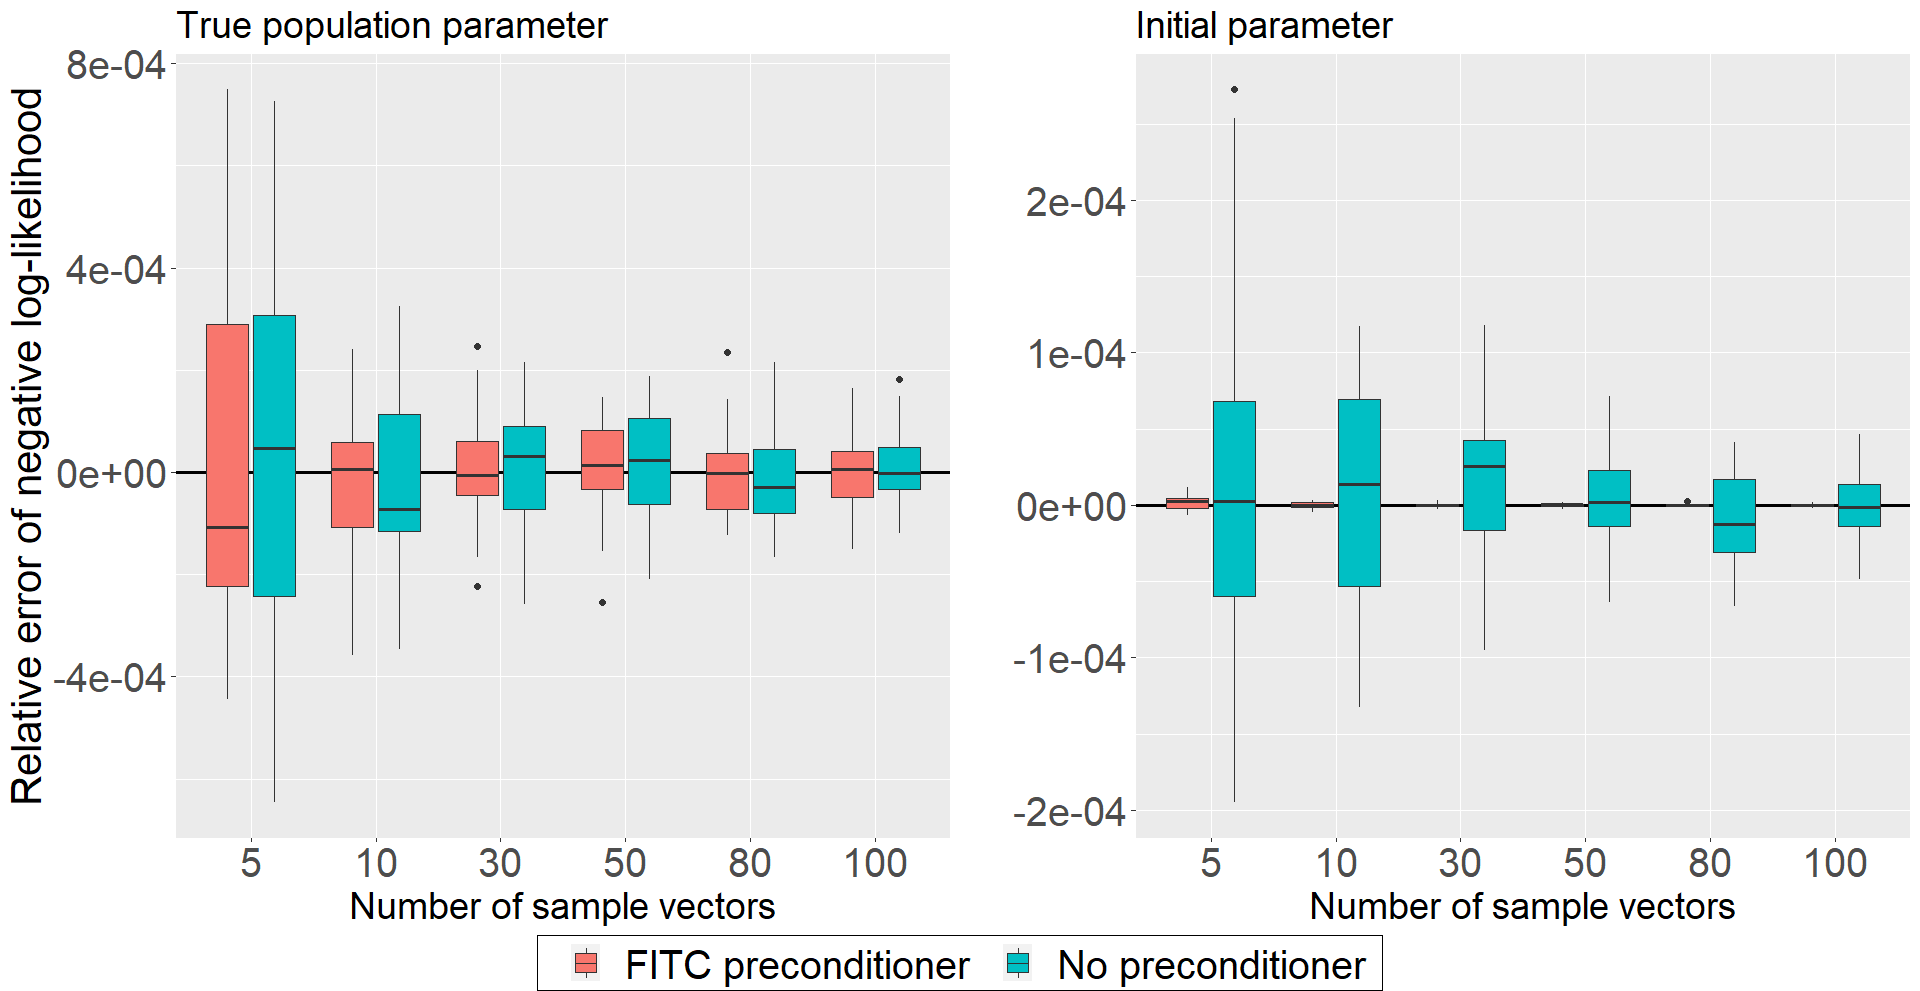 True population parameter
Initial parameter
Relative error of negative log-likelihood
8e-04
4e-04
0e+00
-4e-04
5 10 30 50 80 100
Number of sample vectors
2e-04
1e-04
0e+00
-1e-04
-2e-04
5 10 30 50 80 100
Number of sample vectors
FITC preconditioner No preconditioner